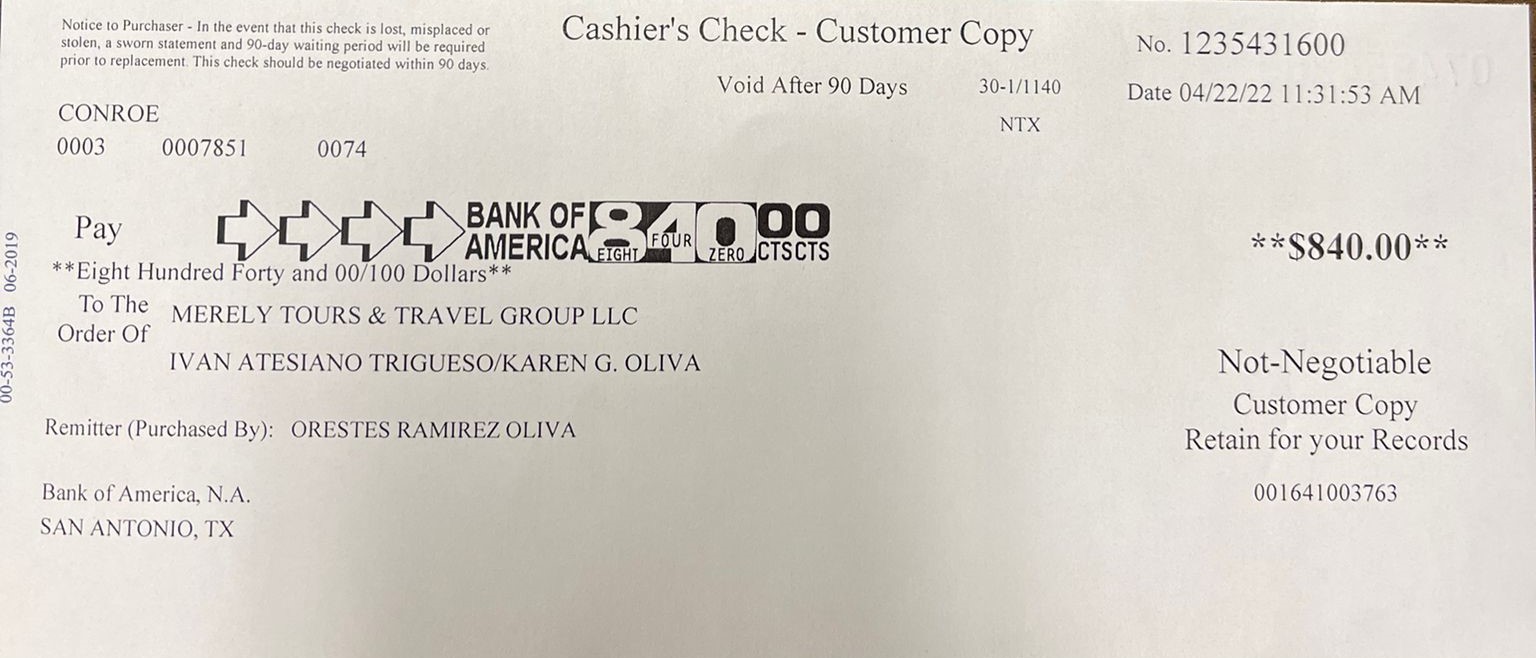 Notice to Purchaser - In the event that this check is lost, misplaced or
stolen, a sworn statement and 90-day waiting period will be required
prior to replacement. This check should be negotiated within 90 days.
Cashier's Check - Customer Copy
No. 1235431600
Void After 90 Days 30-1/1140
Date 04/22/22 11:31:53 AM
NTX
CONROE
0003 0007851 0074
00-53-3364B 06-2019
Pay
BANK OF
AMERICA
840 00
EIGHT FOUR ZERO CTS CTS
**$840.00**
**Eight Hundred Forty and 00/100 Dollars**
To The
Order Of
MERELY TOURS & TRAVEL GROUP LLC
IVAN ATESIANO TRIGUESO/KAREN G. OLIVA
Not-Negotiable
Customer Copy
Retain for your Records
001641003763
Remitter (Purchased By): ORESTES RAMIREZ OLIVA
Bank of America, N.A.
SAN ANTONIO, TX